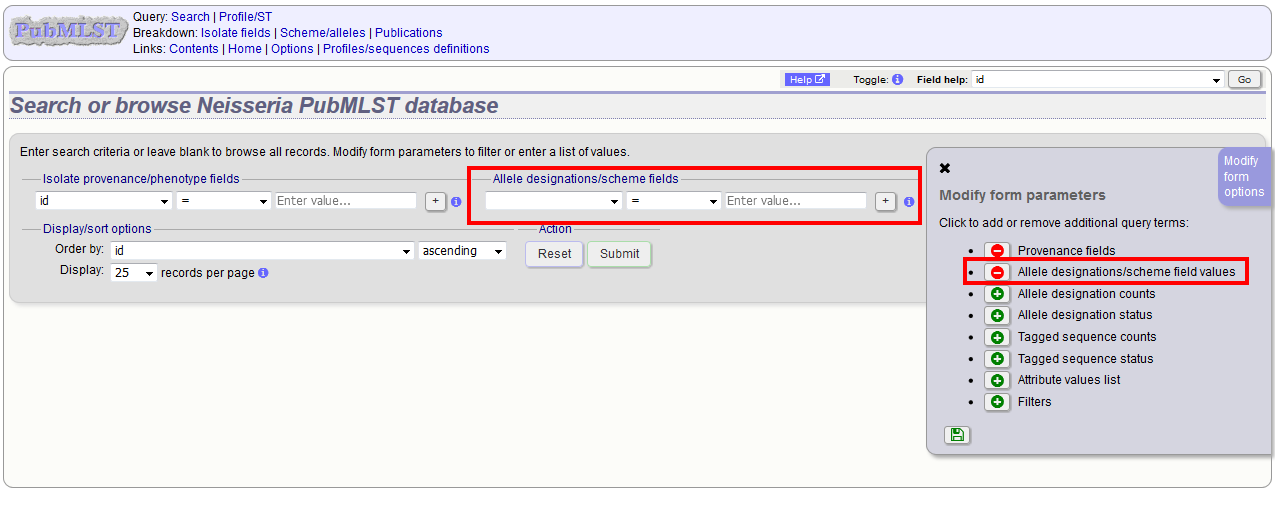 PubMLST
Query: Search | Profile/ST
Breakdown: Isolate fields | Scheme/alleles | Publications
Links: Contents | Home | Options | Profiles/sequences definitions
Help Toggle: i Field help: id Go
Search or browse Neisseria PubMLST database
Enter search criteria or leave blank to browse all records. Modify form parameters to filter or enter a list of values.
Isolate provenance/phenotype fields
id = Enter value... + i
Allele designations/scheme fields
= Enter value... + i
Display/sort options
Order by: id ascending
Display: 25 records per page i
Action
Reset Submit
Modify
form
options
Modify form parameters
Click to add or remove additional query terms:
Provenance fields
Allele designations/scheme field values
Allele designation counts
Allele designation status
Tagged sequence counts
Tagged sequence status
Attribute values list
Filters